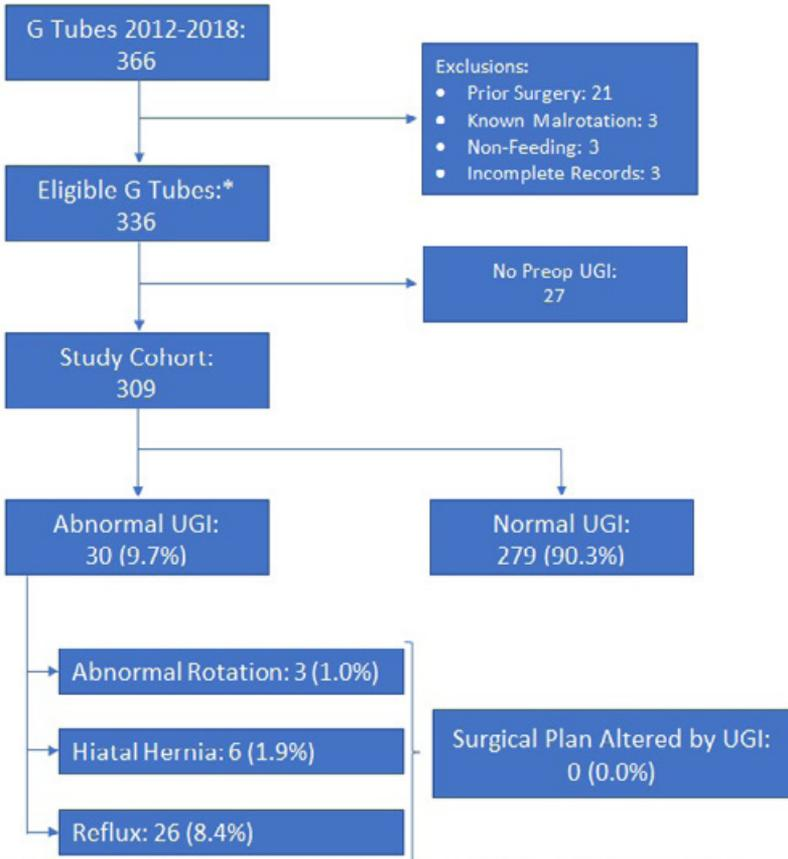 G Tubes 2012-2018:
366
Exclusions:
• Prior Surgery: 21
• Known Malrotation: 3
• Non-Feeding: 3
• Incomplete Records: 3
Eligible G Tubes:*
336
No Preop UGI:
27
Study Cohort:
309
Abnormal UGI:
30 (9.7%)
Normal UGI:
279 (90.3%)
Abnormal Rotation: 3 (1.0%)
Hiatal Hernia: 6 (1.9%)
Reflux: 26 (8.4%)
Surgical Plan Altered by UGI:
0 (0.0%)